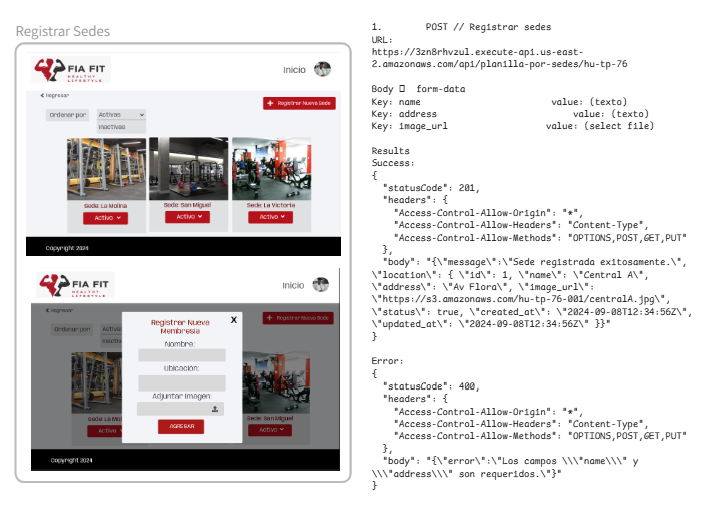 Registrar Sedes
FIA FIT
HEALTHY
LIFESTYLE
Inicio
Regresar
Registrar Nueva Sede
Ordenar por
Activas
Inactivas
Sede: La Molina
Sede: San Miguel
Sede: La Victoria
Activo
Activo
Activo
Copyright 2024
FIA FIT
HEALTHY
LIFESTYLE
Inicio
Regresar
Registrar Nueva Sede
Ordenar por
X
Registrar Nueva
Membresia
Nombre:
Ubicación:
Adjuntar Imagen:
AGREGAR
Sede: San Miguel
Activo
Activo
Copyright 2024
1. POST // Registrar sedes
URL:
https://3zn8rhvzul.execute-api.us-east-
2.amazonaws.com/api/planilla-por-sedes/hu-tp-76
Body form-data
Key: name value: (texto)
Key: address value: (texto)
Key: image_url value: (select file)
Results
Success:
{
"statusCode": 201,
"headers": {
"Access-Control-Allow-Origin": "*",
"Access-Control-Allow-Headers": "Content-Type",
"Access-Control-Allow-Methods": "OPTIONS,POST,GET,PUT"
},
"body": "{\"message\":\"Sede registrada exitosamente.\",
\"location\": { \"id\": 1, \"name\": \"Central A\",
\"address\": \"Av Flora\", \"image_url\":
\"https://s3.amazonaws.com/hu-tp-76-001/centralA.jpg\",
\"status\": true, \"created_at\": \"2024-09-08T12:34:56Z\",
\"updated_at\": \"2024-09-08T12:34:56Z\" }}"
}
Error:
{
"statusCode": 400,
"headers": {
"Access-Control-Allow-Origin": "*",
"Access-Control-Allow-Headers": "Content-Type",
"Access-Control-Allow-Methods": "OPTIONS,POST,GET,PUT"
},
"body": "{\"error\":\"Los campos \\\"name\\\" y
\\\"address\\\" son requeridos.\"}"
}